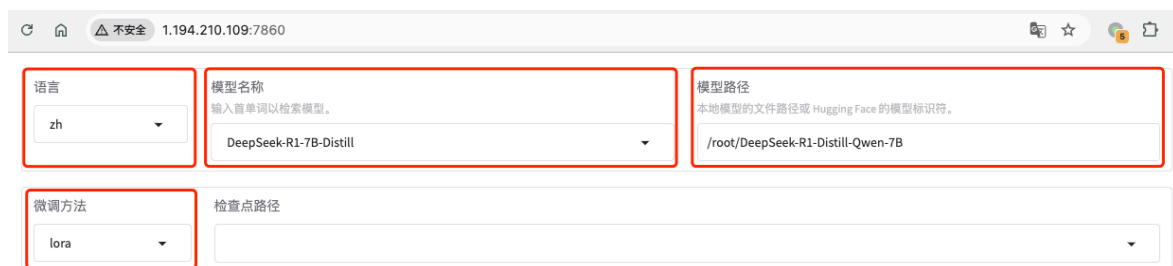 不安全 1.194.210.109:7860
5
语言
zh
模型名称
输入首单词以检索模型。
DeepSeek-R1-7B-Distill
模型路径
本地模型的文件路径或 Hugging Face 的模型标识符。
/root/DeepSeek-R1-Distill-Qwen-7B
微调方法
lora
检查点路径